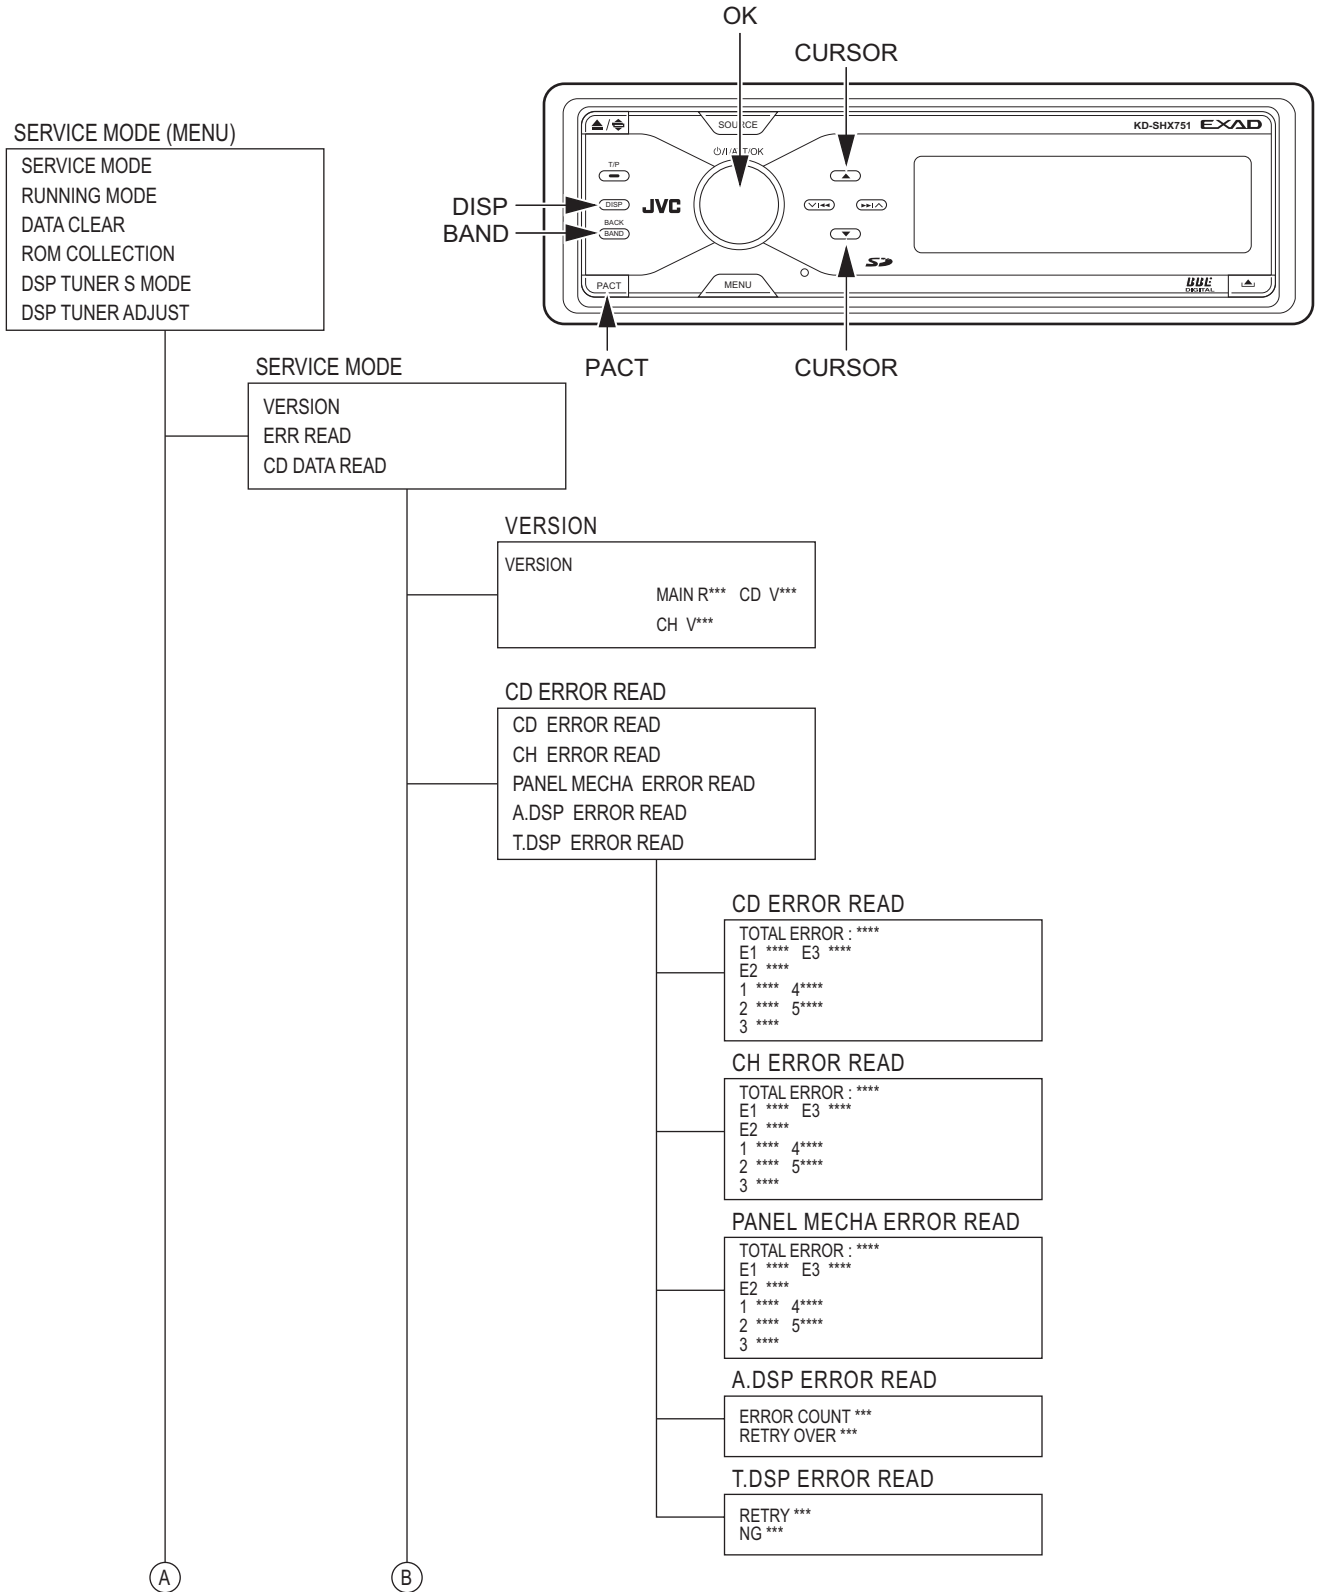 OK
CURSOR
SERVICE MODE (MENU)
SERVICE MODE
RUNNING MODE
DATA CLEAR
ROM COLLECTION
DSP TUNER S MODE
DSP TUNER ADJUST
SOURCE
KD-SHX751 EXAD
⏻/I/ATT/OK
T/P
DISP
DISP
JVC
BACK
BAND
BAND
SD
PACT
MENU
BBE
DIGITAL
PACT
CURSOR
SERVICE MODE
VERSION
ERR READ
CD DATA READ
VERSION
VERSION
MAIN R*** CD V***
CH V***
CD ERROR READ
CD ERROR READ
CH ERROR READ
PANEL MECHA ERROR READ
A.DSP ERROR READ
T.DSP ERROR READ
CD ERROR READ
TOTAL ERROR : ****
E1 **** E3 ****
E2 ****
1 **** 4****
2 **** 5****
3 ****
CH ERROR READ
TOTAL ERROR : ****
E1 **** E3 ****
E2 ****
1 **** 4****
2 **** 5****
3 ****
PANEL MECHA ERROR READ
TOTAL ERROR : ****
E1 **** E3 ****
E2 ****
1 **** 4****
2 **** 5****
3 ****
A.DSP ERROR READ
ERROR COUNT ***
RETRY OVER ***
T.DSP ERROR READ
RETRY ***
NG ***
A
B